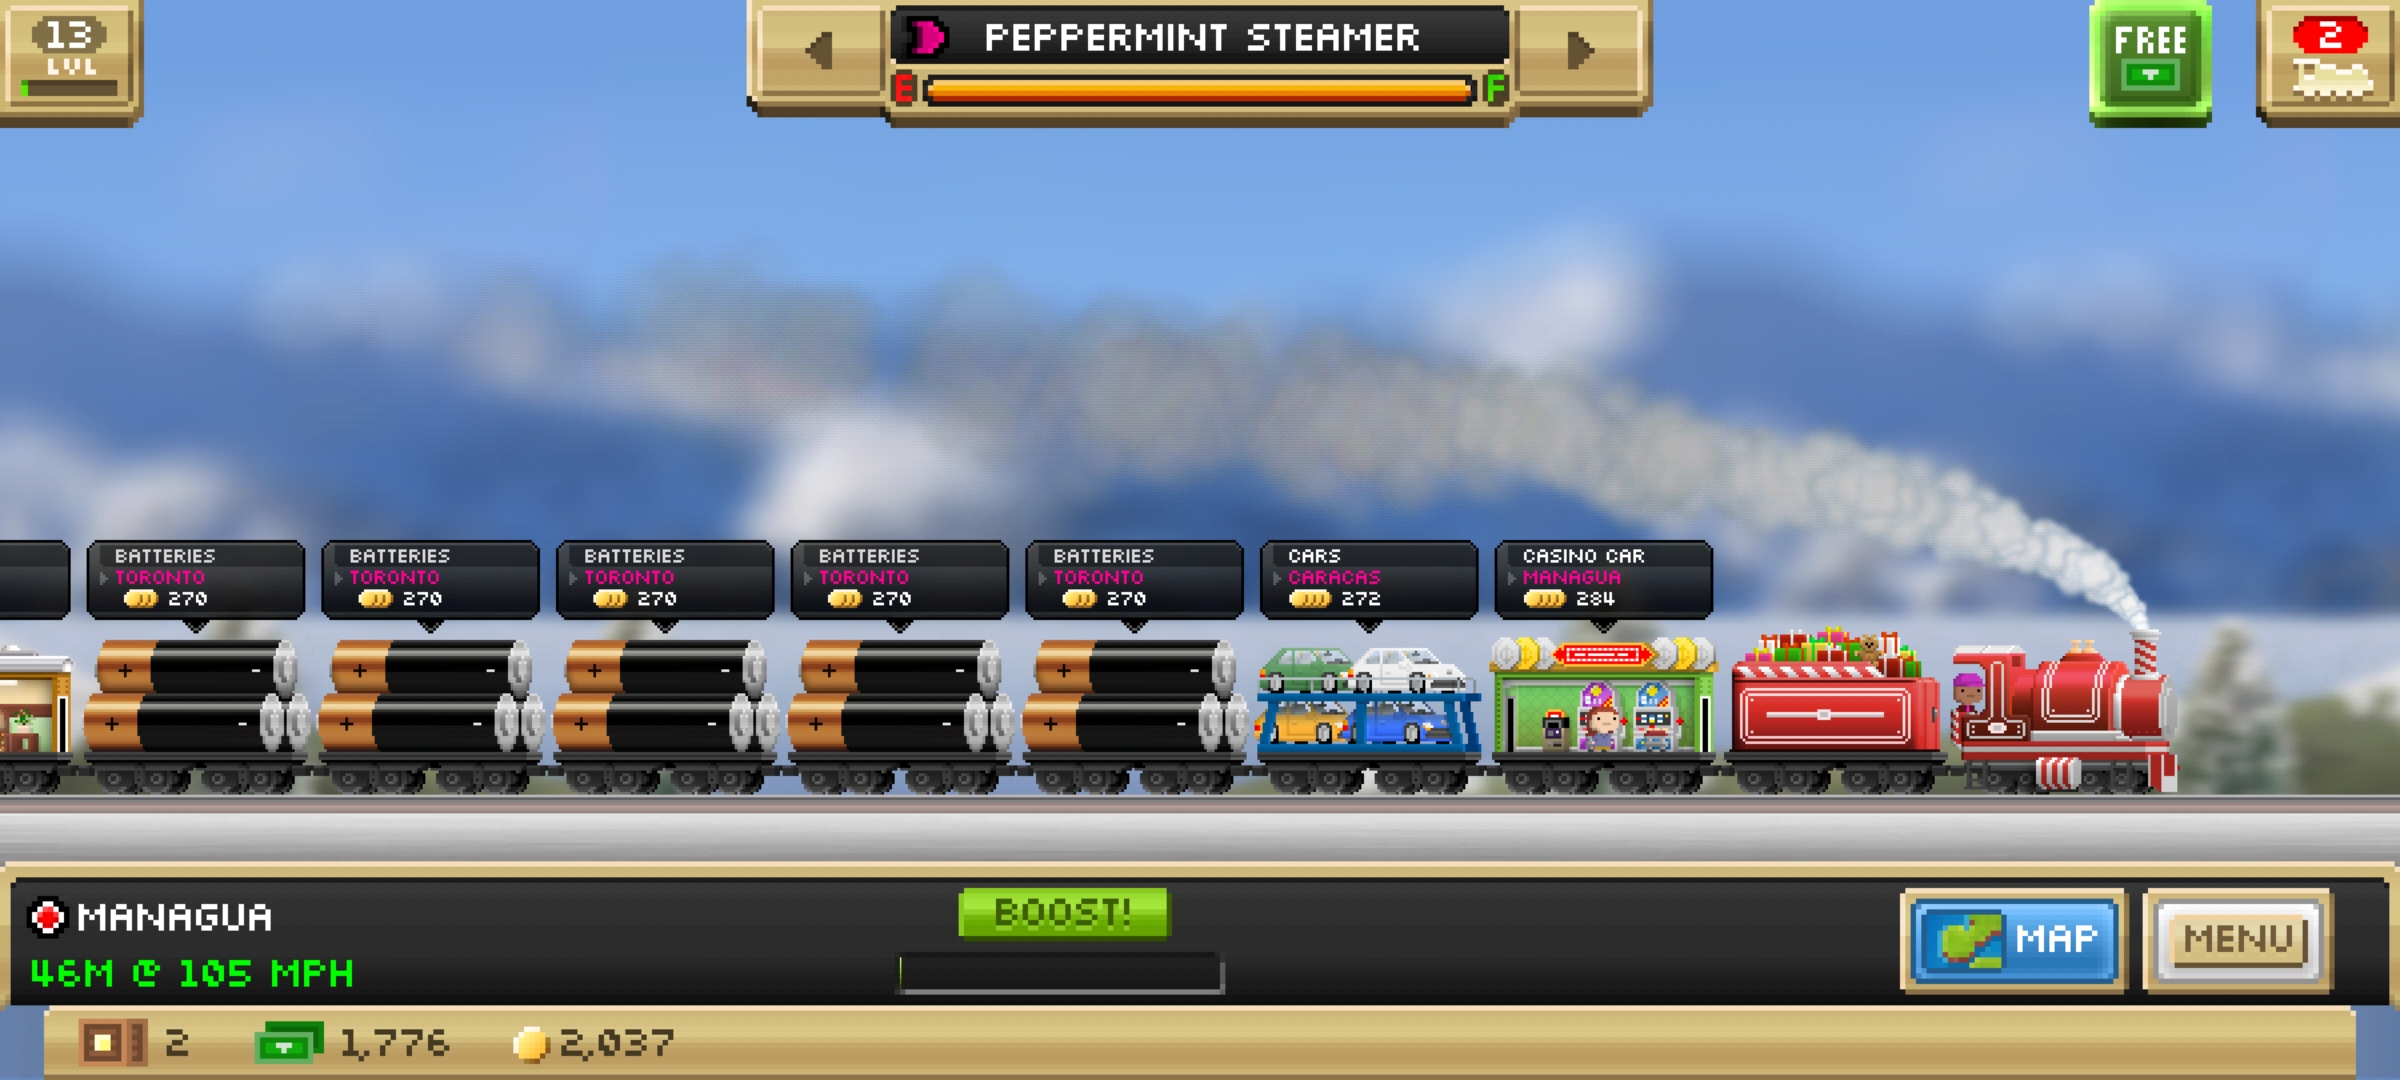 13
LVL
PEPPERMINT STEAMER
E F
FREE
2
BATTERIES
TORONTO
270
BATTERIES
TORONTO
270
BATTERIES
TORONTO
270
BATTERIES
TORONTO
270
BATTERIES
TORONTO
270
CARS
CARACAS
272
CASINO CAR
MANAGUA
284
+ -
+ -
+ -
+ -
+ -
+ -
+ -
+ -
+ -
+ -
MANAGUA
46M @ 105 MPH
BOOST!
MAP
MENU
2
1,776
2,037